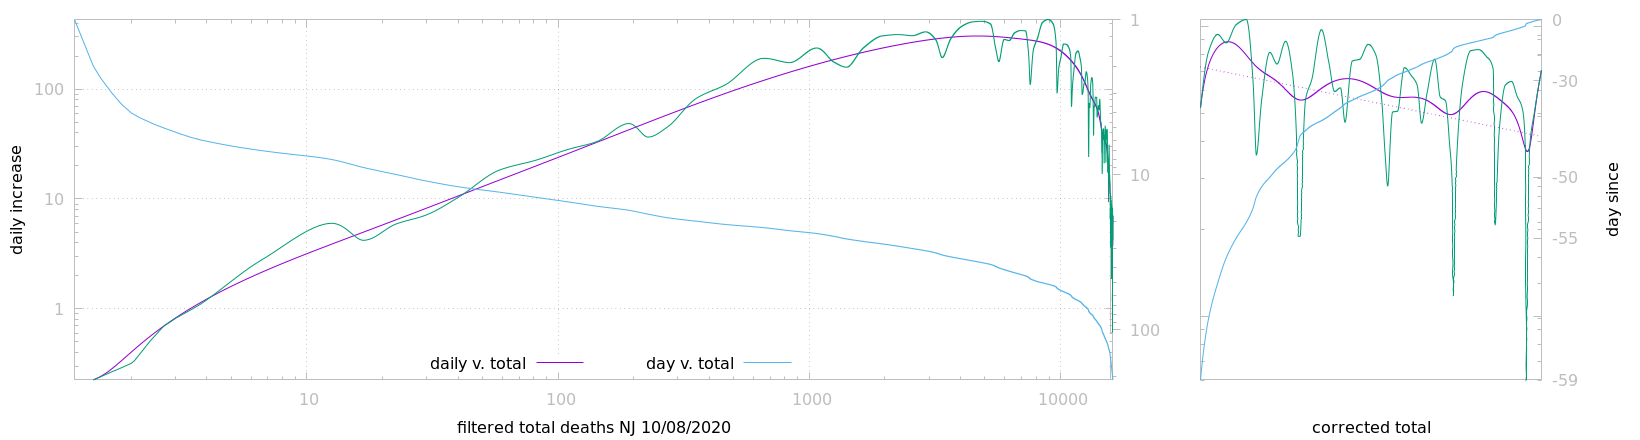 daily increase
100
10
1
daily v. total
day v. total
10
100
1000
10000
filtered total deaths NJ 10/08/2020
1
10
100
0
-30
-50
-55
-59
day since
corrected total